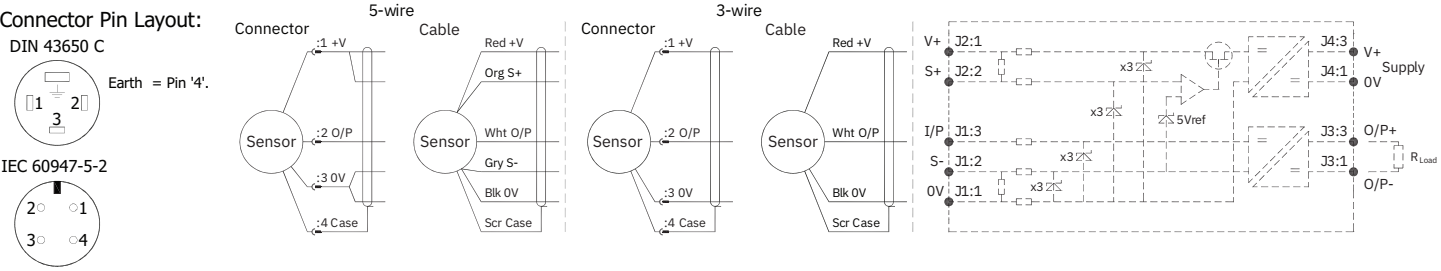 Connector Pin Layout:
DIN 43650 C
Earth = Pin '4'.
1 2
3
IEC 60947-5-2
2 1
3 4
5-wire
Connector
Cable
:1 +V
Red +V
Org S+
Sensor
:2 O/P
Sensor
Wht O/P
Gry S-
:3 0V
Blk 0V
:4 Case
Scr Case
3-wire
Connector
Cable
:1 +V
Red +V
Sensor
:2 O/P
Sensor
Wht O/P
:3 0V
Blk 0V
:4 Case
Scr Case
V+ J2:1
S+ J2:2
I/P J1:3
S- J1:2
0V J1:1
x3
x3
5Vref
x3
x3
=
=
=
=
J4:3 V+
Supply
J4:1 0V
J3:3 O/P+
RLoad
J3:1
O/P-